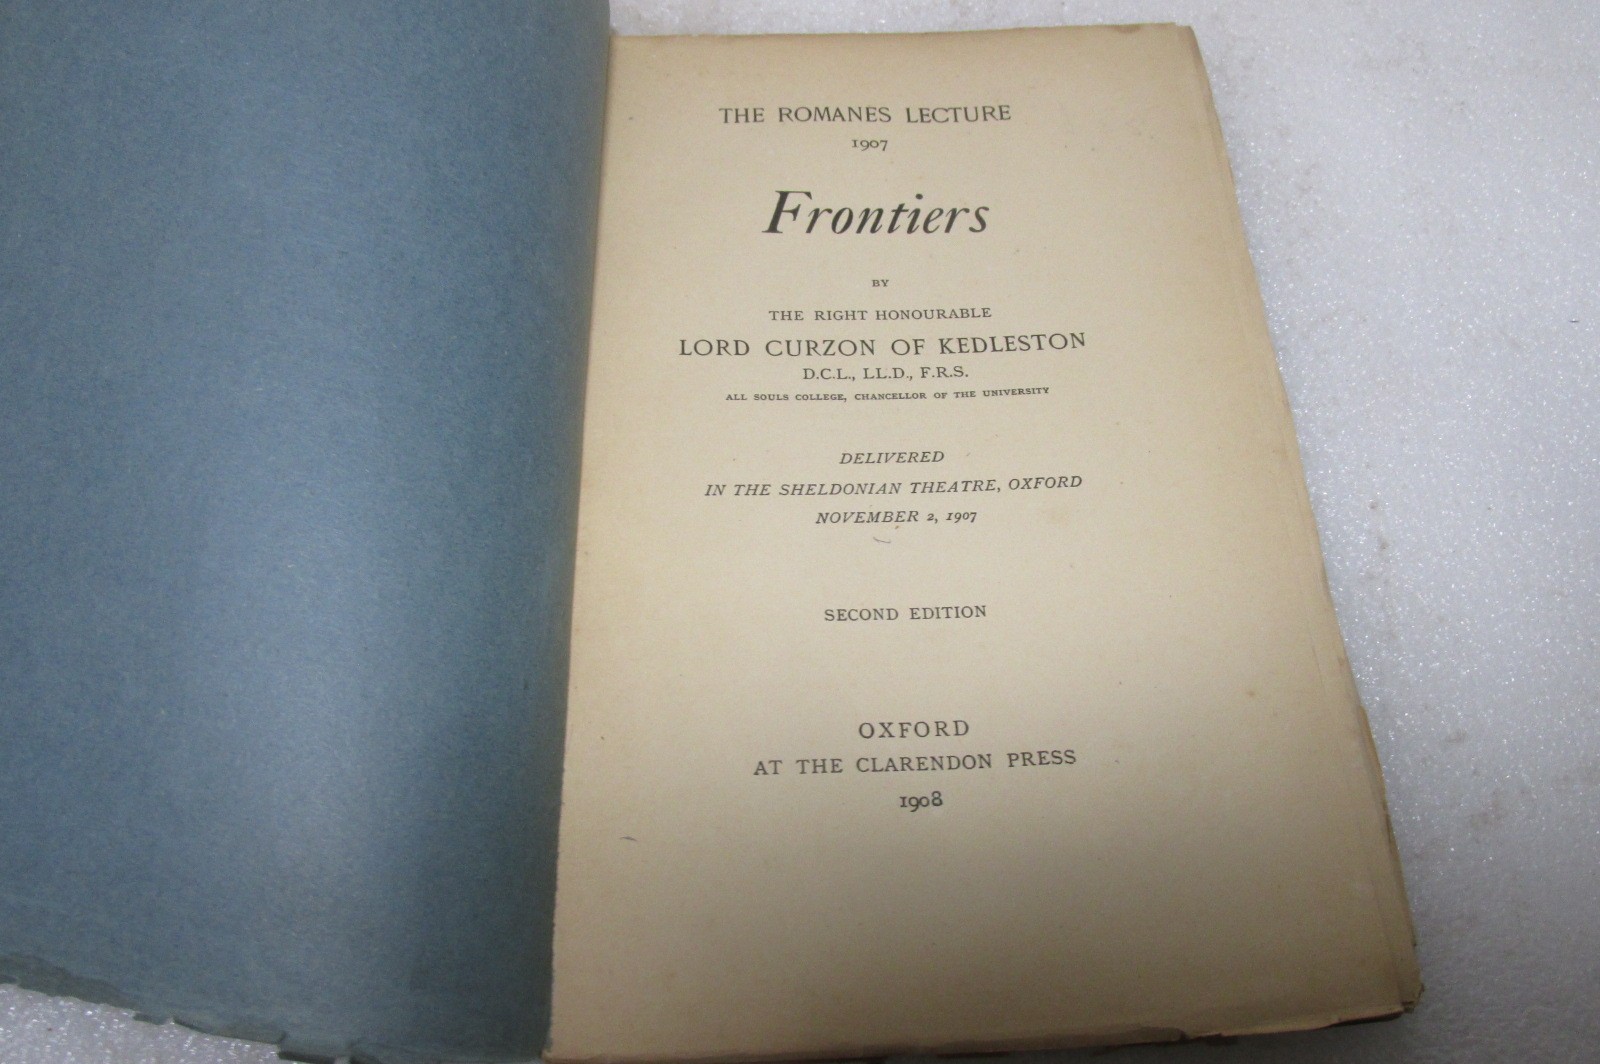 THE ROMANES LECTURE
1907
Frontiers
BY
THE RIGHT HONOURABLE
LORD CURZON OF KEDLESTON
D.C.L., LL.D., F.R.S.
ALL SOULS COLLEGE, CHANCELLOR OF THE UNIVERSITY
DELIVERED
IN THE SHELDONIAN THEATRE, OXFORD
NOVEMBER 2, 1907
SECOND EDITION
OXFORD
AT THE CLARENDON PRESS
1908